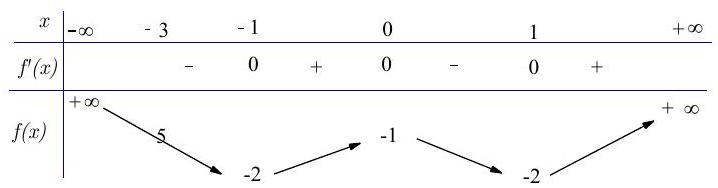 x −∞ - 3 - 1 0 1 +∞
f'(x) − 0 + 0 − 0 +
+∞ + ∞
f(x) 5 -1
-2 -2